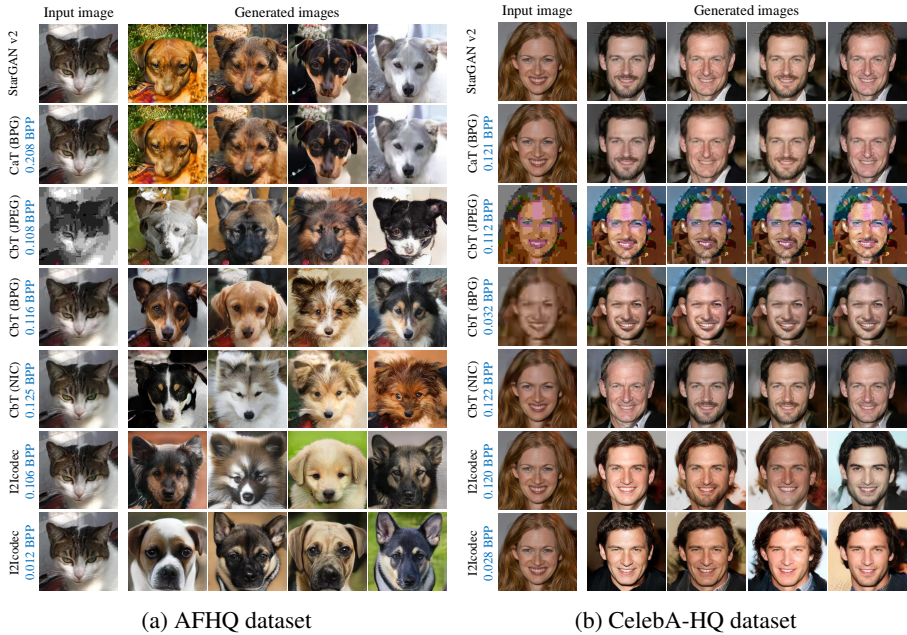 Input image
Generated images
StarGAN v2
CaT (BPG)
0.208 BPP
CbT (JPEG)
0.108 BPP
CbT (BPG)
0.116 BPP
CbT (NIC)
0.125 BPP
I2Icodec
0.106 BPP
I2Icodec
0.012 BPP
(a) AFHQ dataset
Input image
Generated images
StarGAN v2
CaT (BPG)
0.121 BPP
CbT (JPEG)
0.112 BPP
CbT (BPG)
0.032 BPP
CbT (NIC)
0.122 BPP
I2Icodec
0.120 BPP
I2Icodec
0.028 BPP
(b) CelebA-HQ dataset